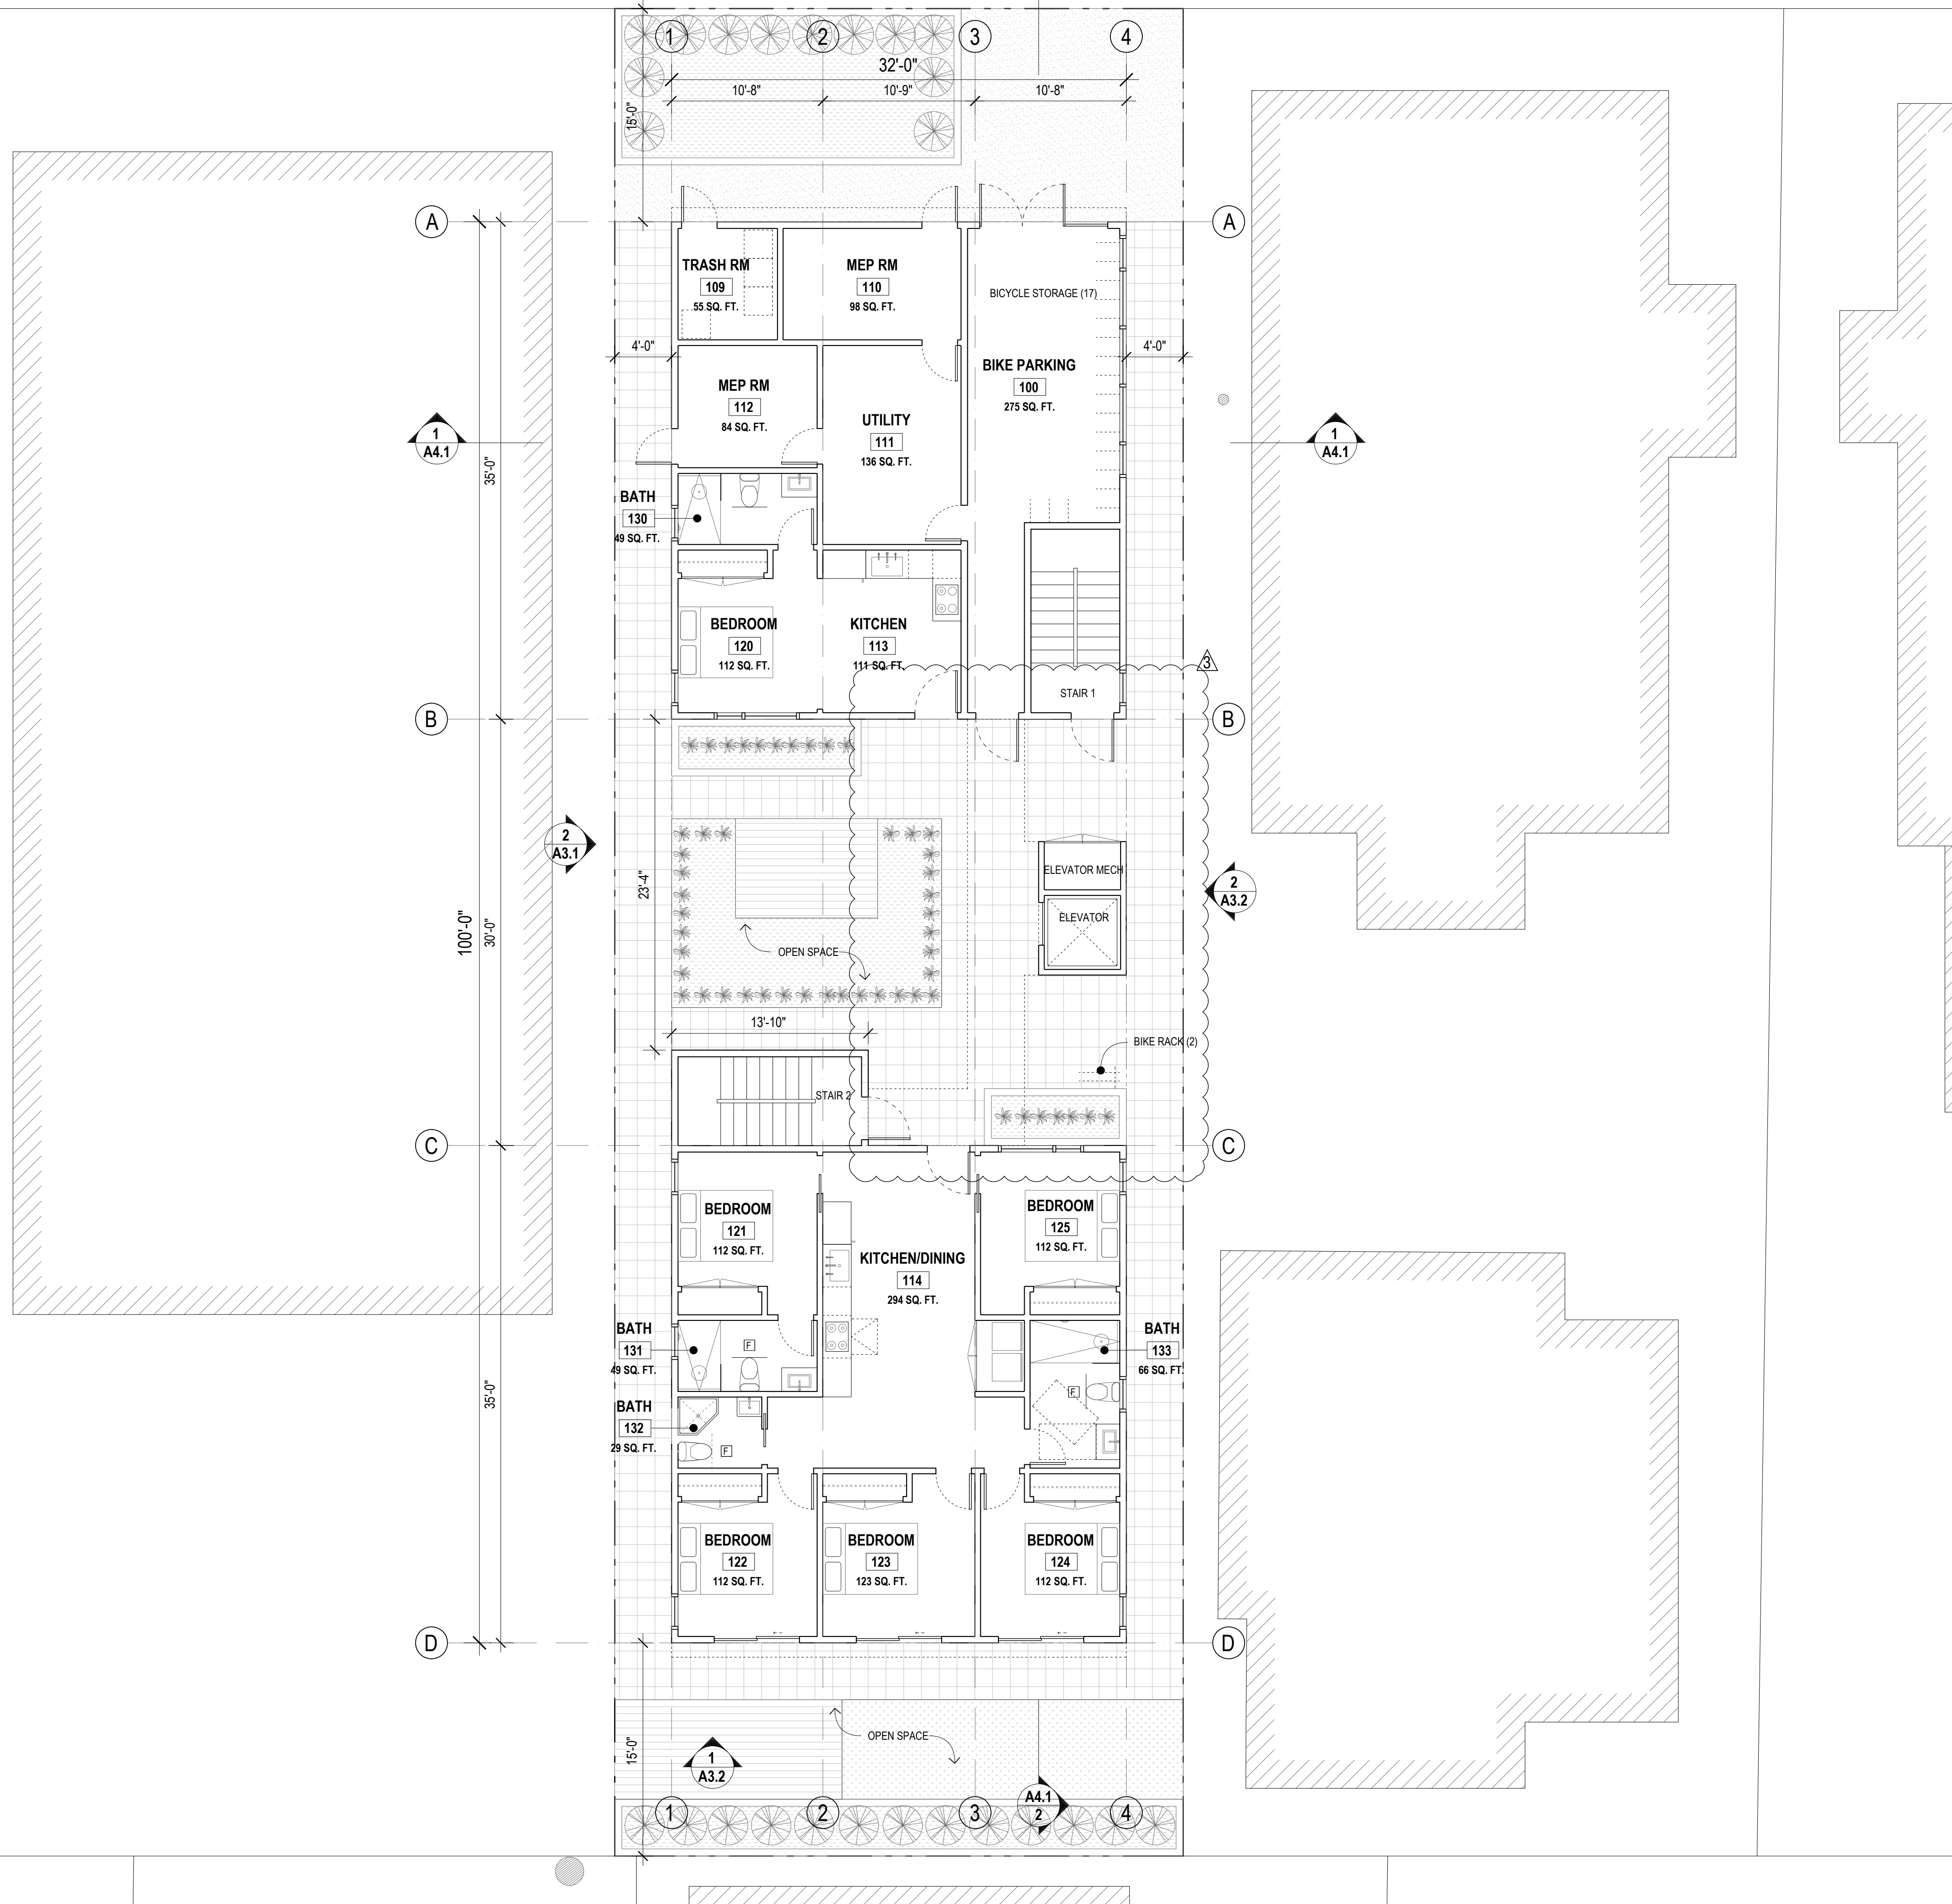 1
2
3
4
32'-0"
10'-8"
10'-9"
10'-8"
15'-0"
A
A
TRASH RM
109
55 SQ. FT.
MEP RM
110
98 SQ. FT.
BICYCLE STORAGE (17)
4'-0"
4'-0"
BIKE PARKING
100
275 SQ. FT.
MEP RM
112
84 SQ. FT.
UTILITY
111
136 SQ. FT.
1
A4.1
1
A4.1
35'-0"
BATH
130
49 SQ. FT.
BEDROOM
120
112 SQ. FT.
KITCHEN
113
111 SQ. FT.
3
STAIR 1
B
B
2
A3.1
23'-4"
100'-0"
30'-0"
ELEVATOR MECH
ELEVATOR
2
A3.2
OPEN SPACE
13'-10"
BIKE RACK (2)
STAIR 2
C
C
BEDROOM
121
112 SQ. FT.
BEDROOM
125
112 SQ. FT.
KITCHEN/DINING
114
294 SQ. FT.
BATH
131
49 SQ. FT.
F
BATH
133
66 SQ. FT.
F
35'-0"
BATH
132
29 SQ. FT.
F
BEDROOM
122
112 SQ. FT.
BEDROOM
123
123 SQ. FT.
BEDROOM
124
112 SQ. FT.
D
D
15'-0"
OPEN SPACE
1
A3.2
A4.1
2
1
2
3
4